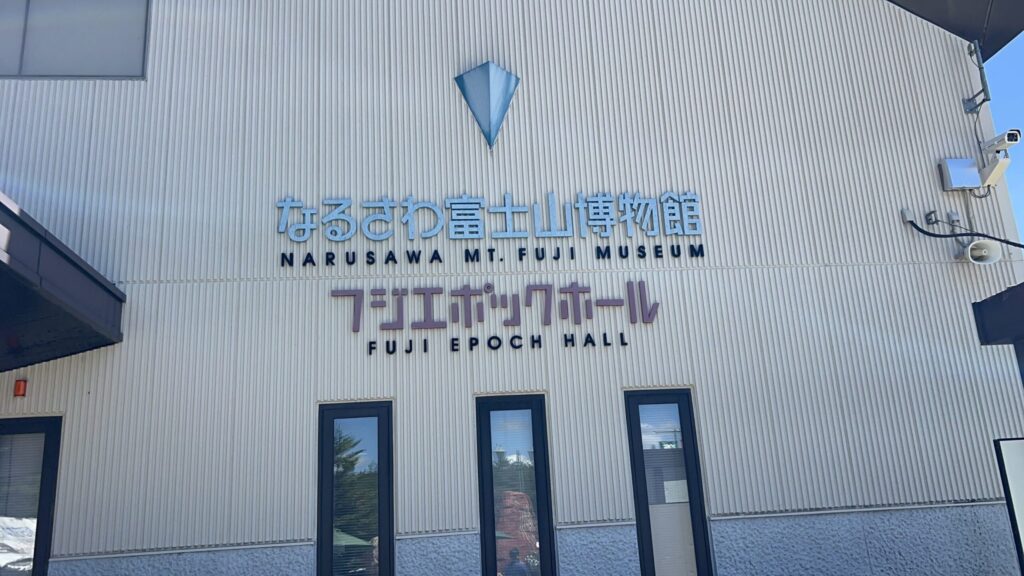 なるさわ富士山博物館
NARUSAWA MT. FUJI MUSEUM
フジエポックホール
FUJI EPOCH HALL